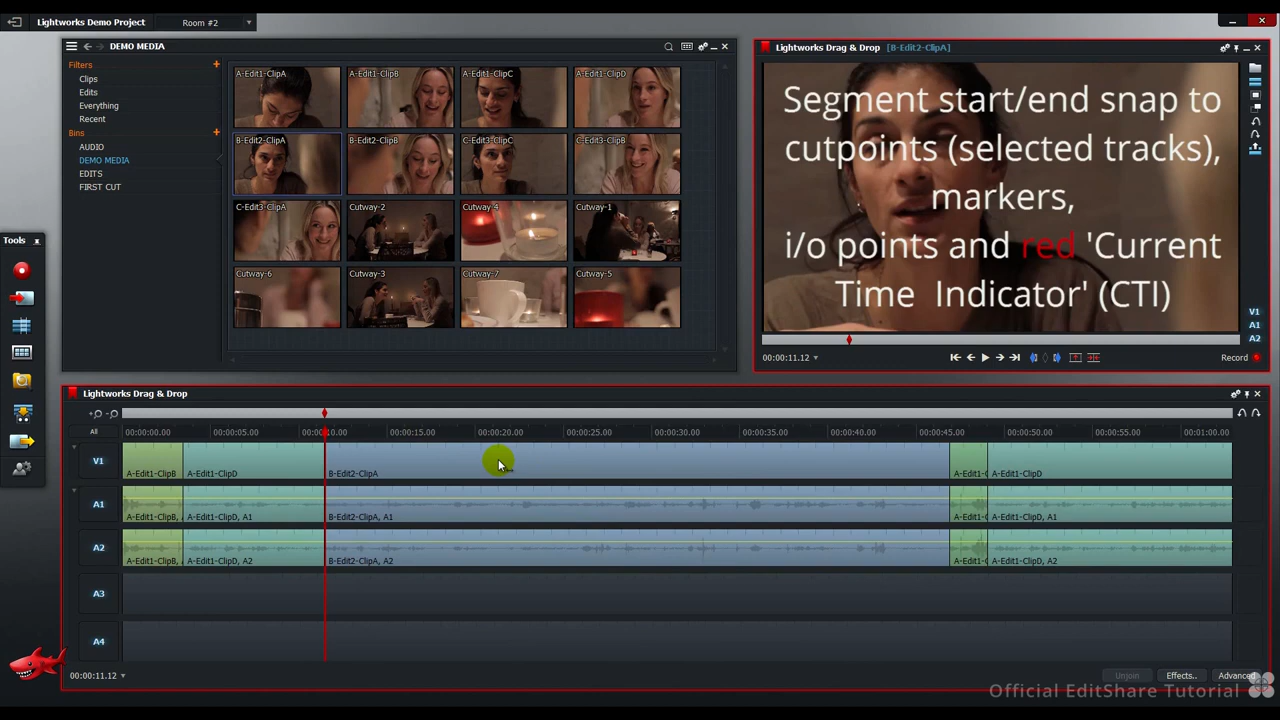 Lightworks Demo Project
Room #2
DEMO MEDIA
Filters
Clips
Edits
Everything
Recent
Bins
AUDIO
DEMO MEDIA
EDITS
FIRST CUT
A-Edit1-ClipA
A-Edit1-ClipB
A-Edit1-ClipC
A-Edit1-ClipD
B-Edit2-ClipA
B-Edit2-ClipB
C-Edit3-ClipA
C-Edit3-ClipB
C-Edit3-ClipA
Cutway-2
Cutway-4
Cutway-1
Cutway-6
Cutway-3
Cutway-7
Cutway-5
Lightworks Drag & Drop [B-Edit2-ClipA]
Segment start/end snap to
cutpoints (selected tracks),
markers,
i/o points and red 'Current
Time Indicator' (CTI)
V1
A1
A2
00:00:11.12
Record
Tools
Lightworks Drag & Drop
All
00:00:00.00
00:00:05.00
00:00:10.00
00:00:15.00
00:00:20.00
00:00:25.00
00:00:30.00
00:00:35.00
00:00:40.00
00:00:45.00
00:00:50.00
00:00:55.00
00:01:00.00
V1
A-Edit1-ClipB
A-Edit1-ClipD
B-Edit2-ClipA
A-Edit1-C
A-Edit1-ClipD
A1
A-Edit1-ClipB,
A-Edit1-ClipD, A1
B-Edit2-ClipA, A1
A-Edit1-C
A-Edit1-ClipD, A1
A2
A-Edit1-ClipB,
A-Edit1-ClipD, A2
B-Edit2-ClipA, A2
A-Edit1-C
A-Edit1-ClipD, A2
A3
A4
00:00:11.12
Unjoin
Effects..
Advanced
Official EditShare Tutorial